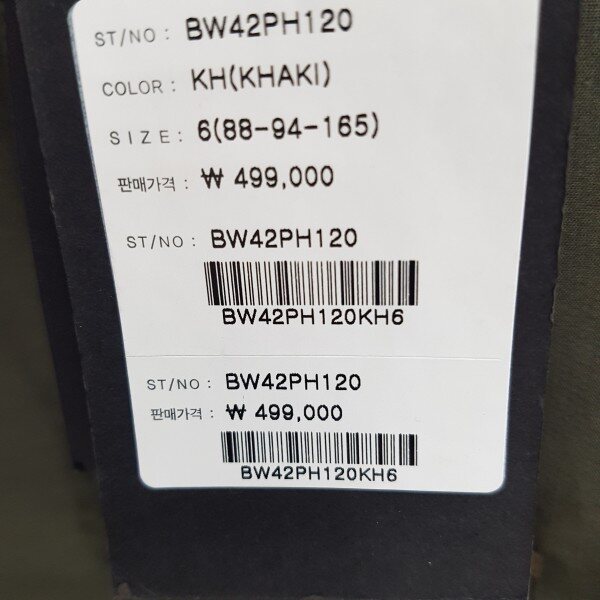 ST/NO : BW42PH120
COLOR : KH(KHAKI)
SIZE : 6(88-94-165)
판매가격 : ₩ 499,000
ST/NO : BW42PH120
BW42PH120KH6
ST/NO : BW42PH120
판매가격 : ₩ 499,000
BW42PH120KH6